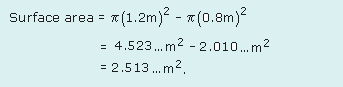 Surface area = π(1.2m)² - π(0.8m)²
= 4.523...m² - 2.010...m²
= 2.513...m².